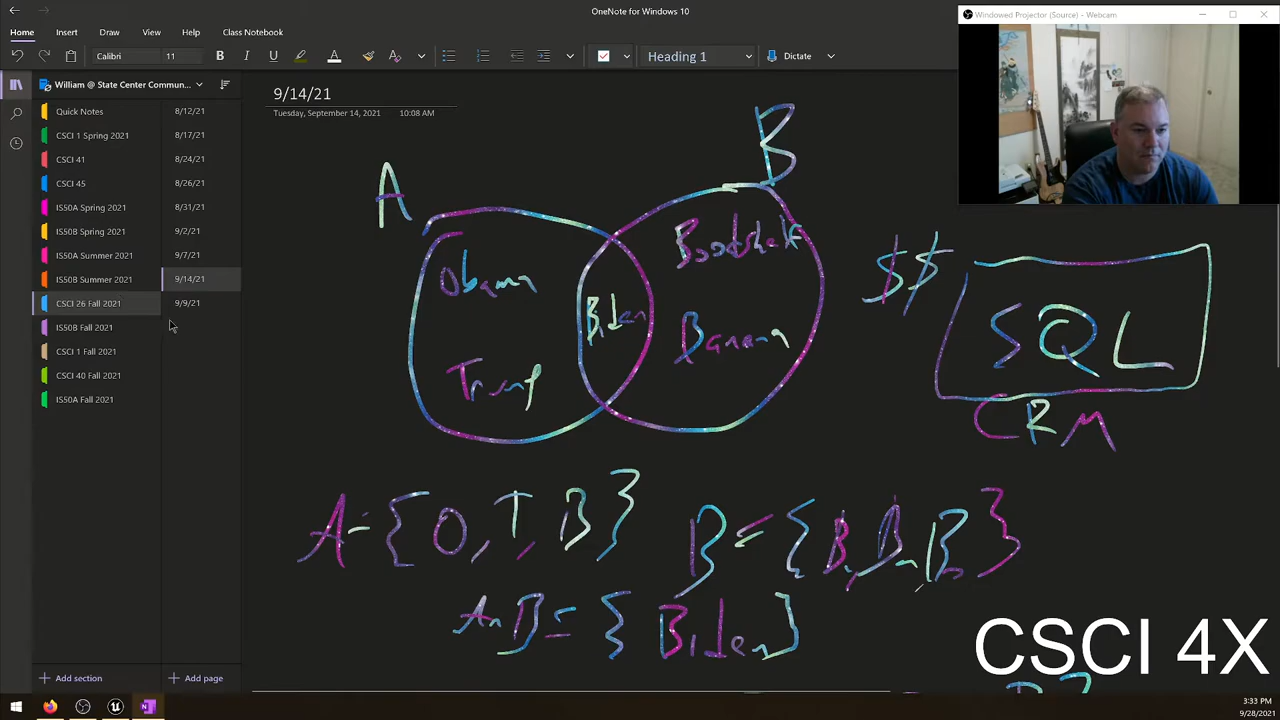 OneNote for Windows 10
Windowed Projector (Source) - Webcam
Home Insert Draw View Help Class Notebook
Calibri 11 B I U A A Heading 1 Dictate
William @ State Center Commun...
Quick Notes
CSCI 1 Spring 2021
CSCI 41
CSCI 45
IS50A Spring 2021
IS50B Spring 2021
IS50A Summer 2021
IS50B Summer 2021
CSCI 26 Fall 2021
IS50B Fall 2021
CSCI 1 Fall 2021
CSCI 40 Fall 2021
IS50A Fall 2021
8/12/21
8/17/21
8/24/21
8/26/21
8/31/21
9/2/21
9/7/21
9/14/21
9/9/21
9/14/21
Tuesday, September 14, 2021 10:08 AM
A
B
Obama
Trump
Biden
Banana
$$
SQL
CRM
A={O,T,B}
B={B,B,B}
A∩B={Biden}
CSCI 4X
+ Add section
+ Add page
3:33 PM
9/28/2021